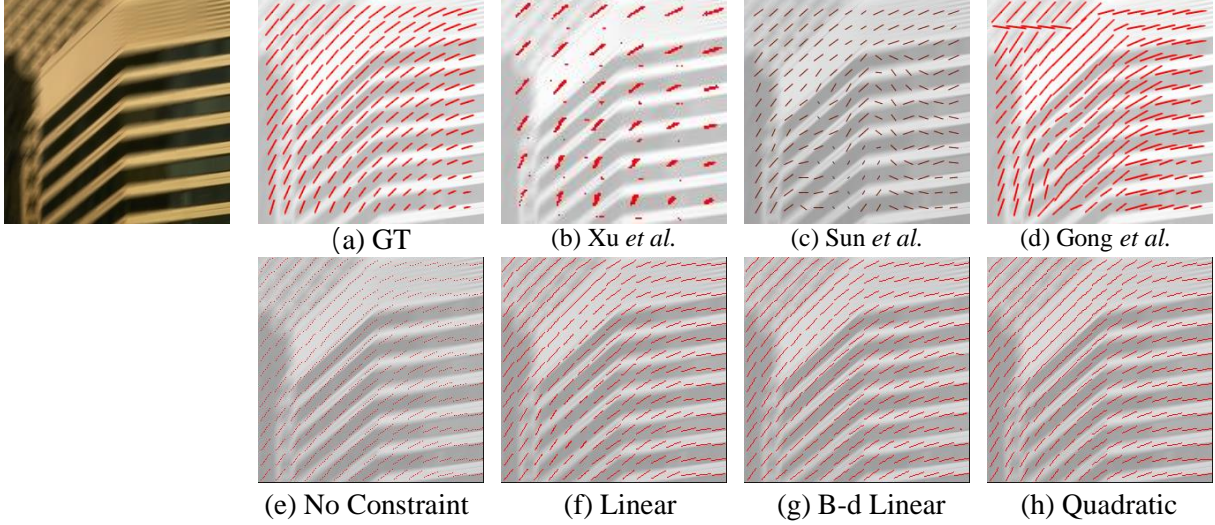 (a) GT
(b) Xu et al.
(c) Sun et al.
(d) Gong et al.
(e) No Constraint
(f) Linear
(g) B-d Linear
(h) Quadratic